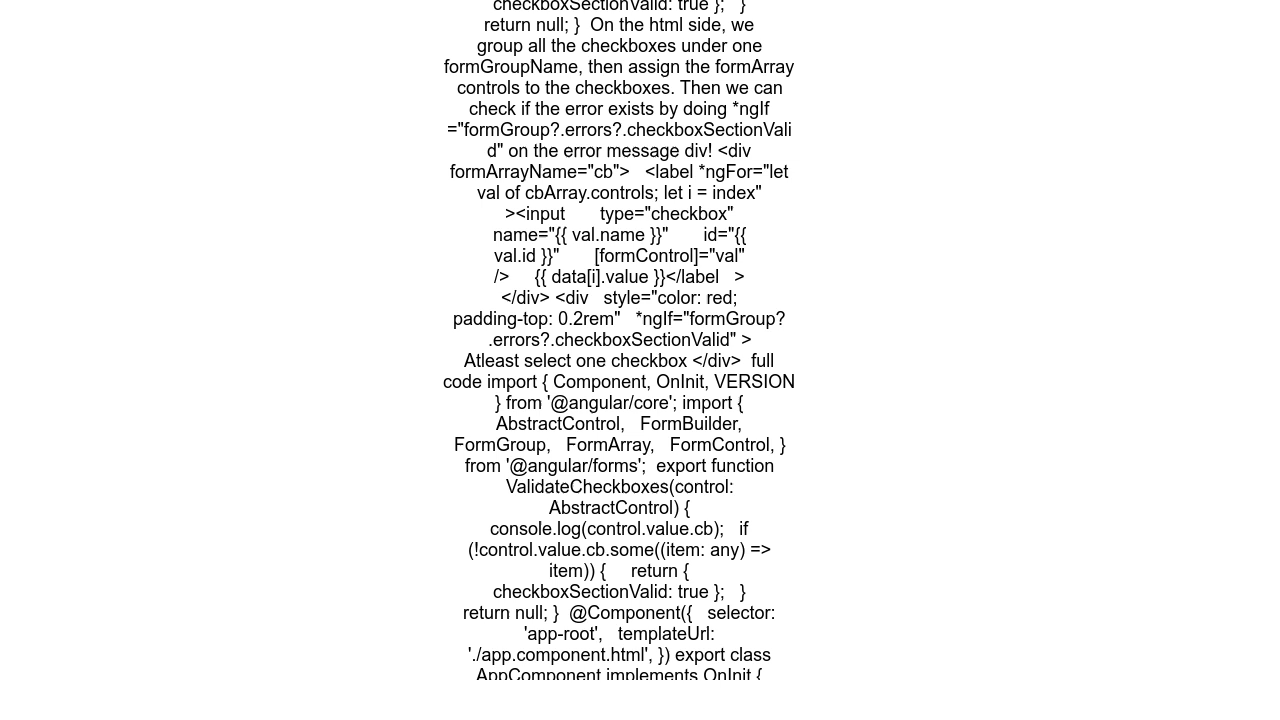 checkboxSectionValid: true };   }
return null; }  On the html side, we
group all the checkboxes under one
formGroupName, then assign the formArray
controls to the checkboxes. Then we can
check if the error exists by doing *ngIf
="formGroup?.errors?.checkboxSectionVali
d" on the error message div! <div
formArrayName="cb">   <label *ngFor="let
val of cbArray.controls; let i = index"
><input       type="checkbox"
name="{{ val.name }}"       id="{{
val.id }}"       [formControl]="val"
/>     {{ data[i].value }}</label   >
</div> <div   style="color: red;
padding-top: 0.2rem"   *ngIf="formGroup?
.errors?.checkboxSectionValid" >
Atleast select one checkbox </div>  full
code import { Component, OnInit, VERSION
} from '@angular/core'; import {
AbstractControl,   FormBuilder,
FormGroup,   FormArray,   FormControl, }
from '@angular/forms';  export function
ValidateCheckboxes(control:
AbstractControl) {
console.log(control.value.cb);   if
(!control.value.cb.some((item: any) =>
item)) {     return {
checkboxSectionValid: true };   }
return null; }  @Component({   selector:
'app-root',   templateUrl:
'./app.component.html', }) export class
AppComponent implements OnInit {